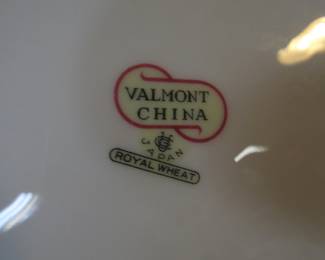 VALMONT
CHINA
JAPAN
ROYAL WHEAT